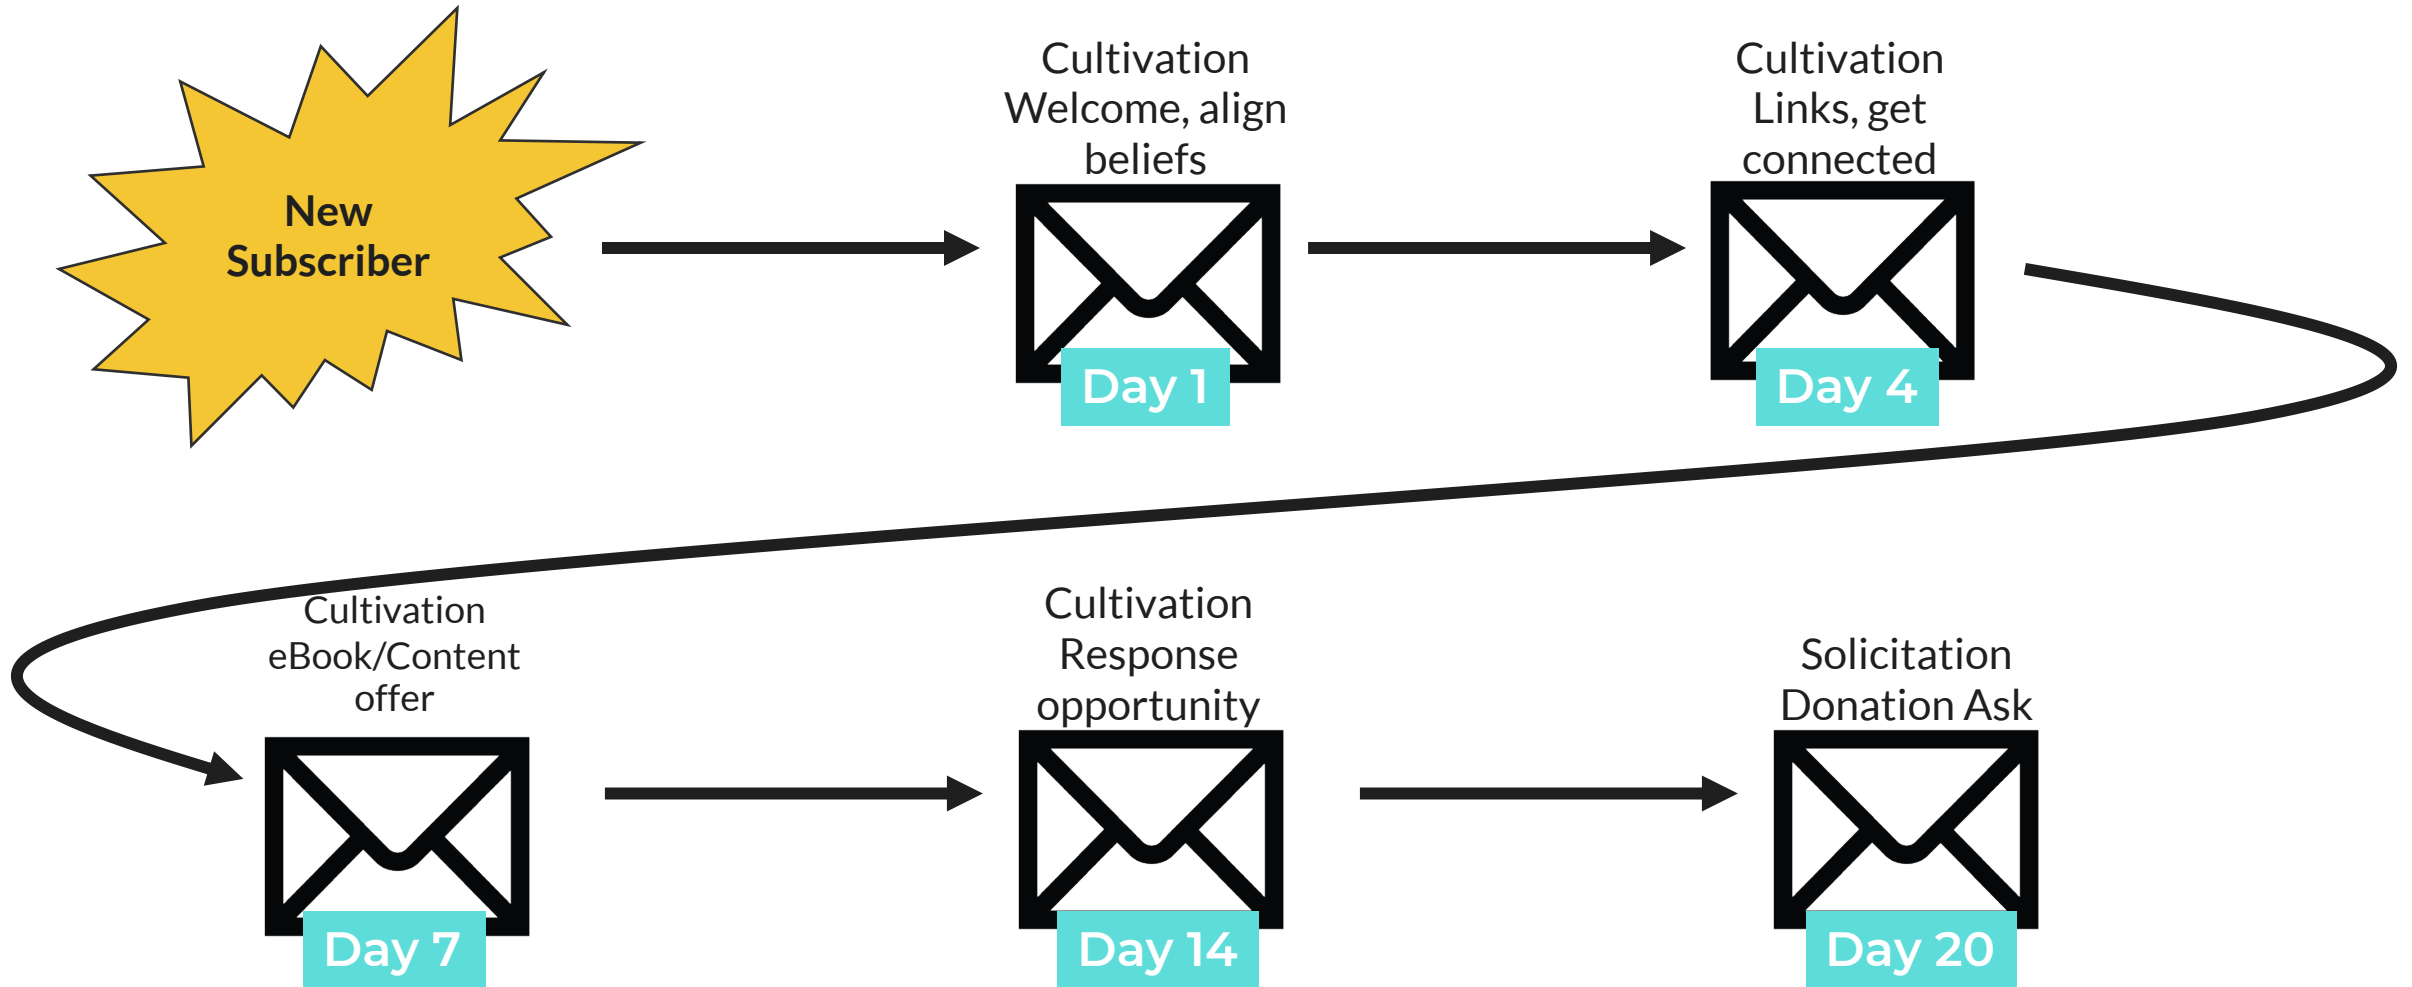 New
Subscriber
Cultivation
Welcome, align
beliefs
Day 1
Cultivation
Links, get
connected
Day 4
Cultivation
eBook/Content
offer
Day 7
Cultivation
Response
opportunity
Day 14
Solicitation
Donation Ask
Day 20